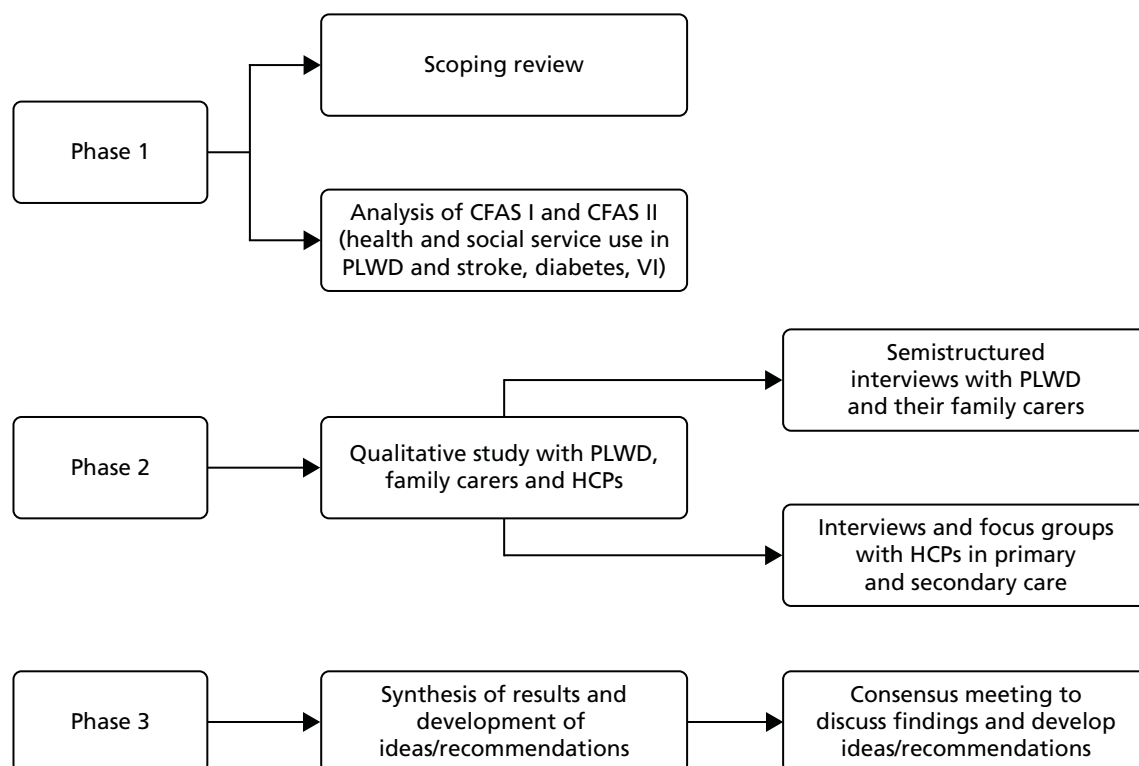 Phase 1
Scoping review
Analysis of CFAS I and CFAS II
(health and social service use in
PLWD and stroke, diabetes, VI)
Phase 2
Qualitative study with PLWD,
family carers and HCPs
Semistructured
interviews with PLWD
and their family carers
Interviews and focus groups
with HCPs in primary
and secondary care
Phase 3
Synthesis of results and
development of
ideas/recommendations
Consensus meeting to
discuss findings and develop
ideas/recommendations